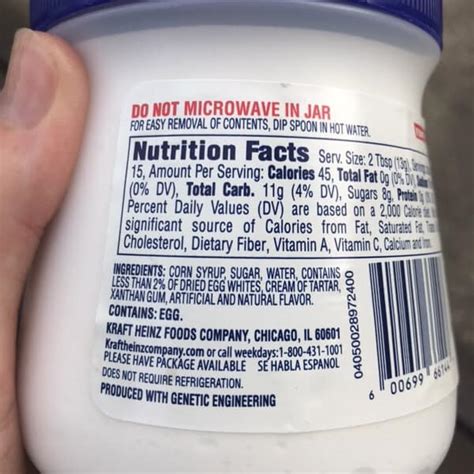 DO NOT MICROWAVE IN JAR
FOR EASY REMOVAL OF CONTENTS, DIP SPOON IN HOT WATER.
Nutrition Facts Serv. Size: 2 Tbsp (13g),
15, Amount Per Serving: Calories 45, Total Fat 0g (0% DV),
(0% DV), Total Carb. 11g (4% DV), Sugars 8g, Protein
Percent Daily Values (DV) are based on a 2,000 Calorie
significant source of Calories from Fat, Saturated Fat,
Cholesterol, Dietary Fiber, Vitamin A, Vitamin C, Calcium and Iron.
INGREDIENTS: CORN SYRUP, SUGAR, WATER, CONTAINS
LESS THAN 2% OF DRIED EGG WHITES, CREAM OF TARTAR,
XANTHAN GUM, ARTIFICIAL AND NATURAL FLAVOR.
CONTAINS: EGG.
KRAFT HEINZ FOODS COMPANY, CHICAGO, IL 60601
Kraftheinzcompany.com or call weekdays:1-800-431-1001
PLEASE HAVE PACKAGE AVAILABLE SE HABLA ESPANOL
DOES NOT REQUIRE REFRIGERATION.
PRODUCED WITH GENETIC ENGINEERING
04050028972400
6 00699